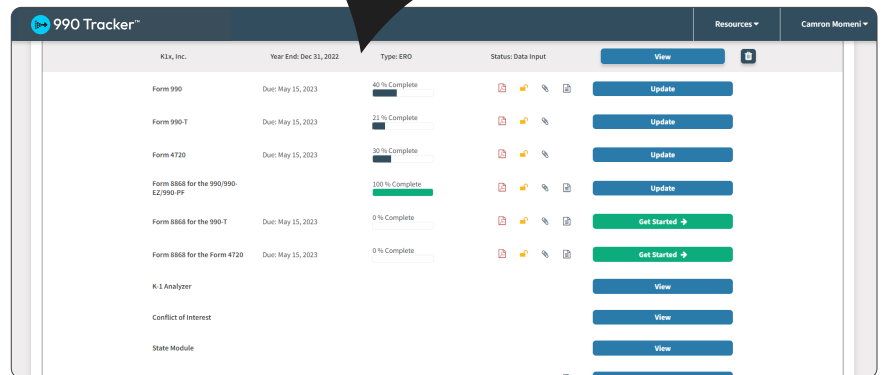 990 Tracker™
Resources
Camron Momeni
K1x, Inc. Year End: Dec 31, 2022 Type: ERO Status: Data Input View
Form 990 Due: May 15, 2023 40 % Complete Update
Form 990-T Due: May 15, 2023 21 % Complete Update
Form 4720 Due: May 15, 2023 30 % Complete Update
Form 8868 for the 990/990-
EZ/990-PF 100 % Complete Update
Form 8868 for the 990-T Due: May 15, 2023 0 % Complete Get Started →
Form 8868 for the Form 4720 Due: May 15, 2023 0 % Complete Get Started →
K-1 Analyzer View
Conflict of Interest View
State Module View